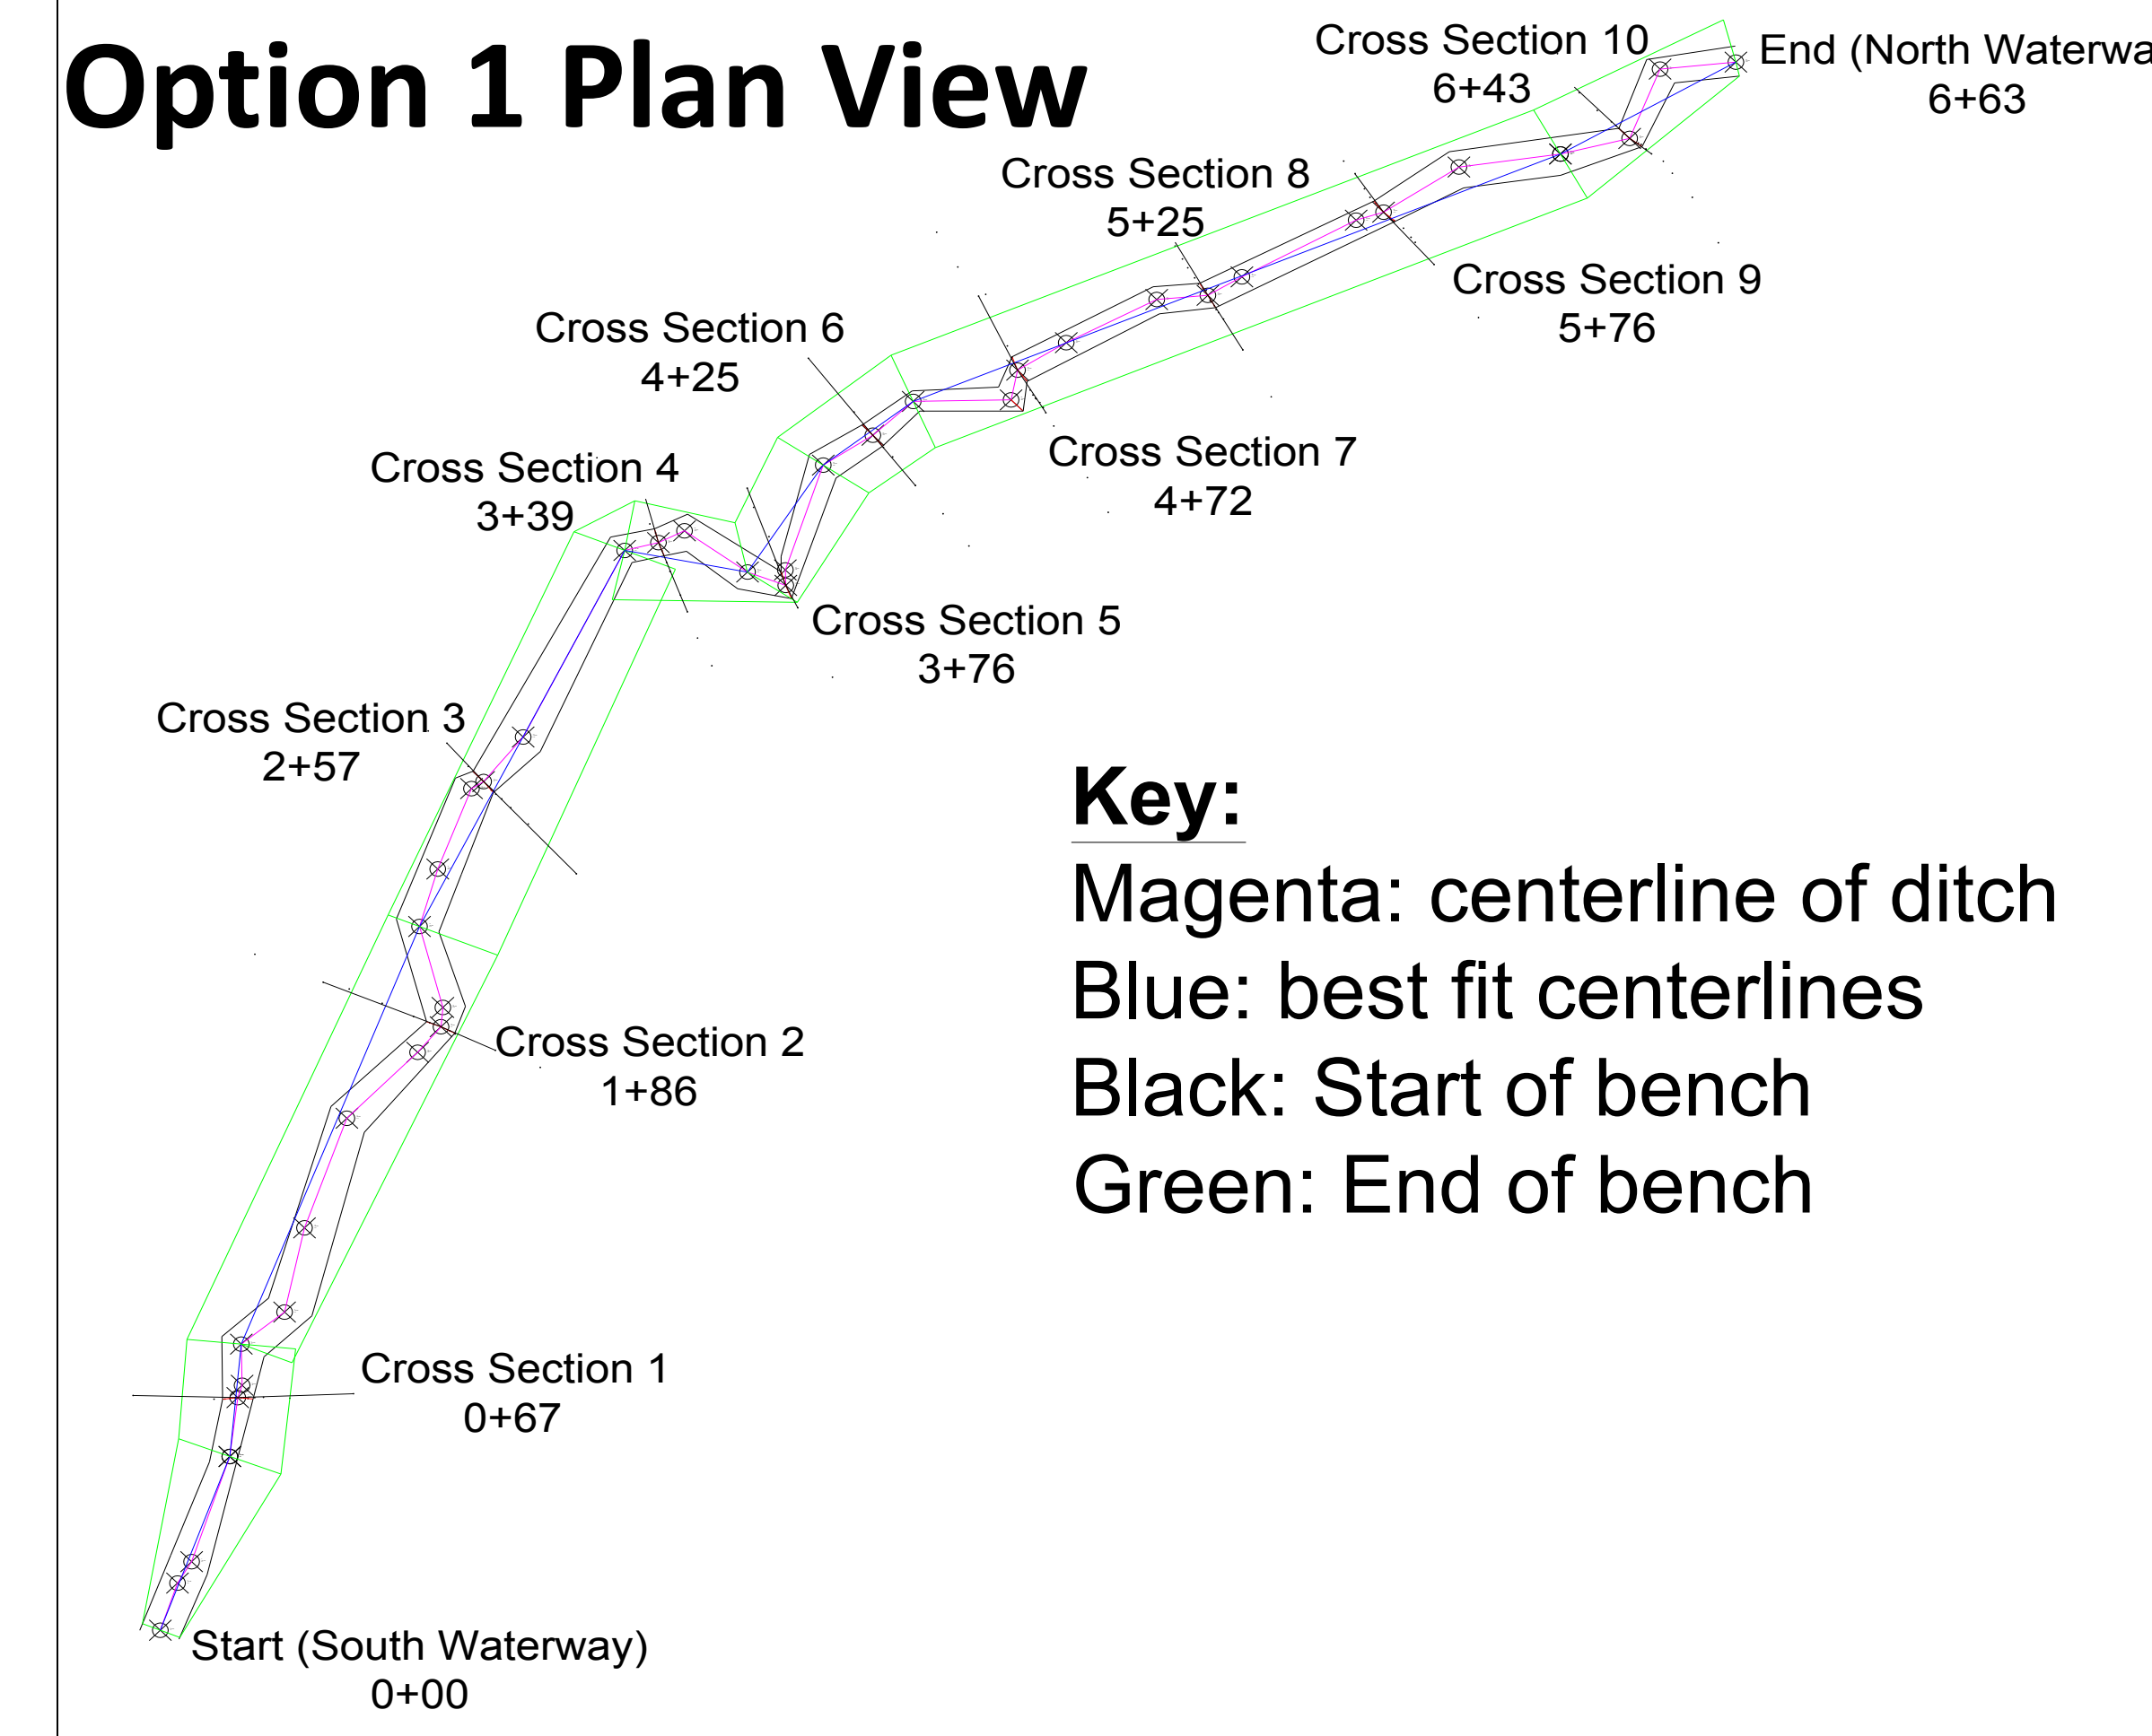 Option 1 Plan View
Cross Section 10
6+43
End (North Waterwa
6+63
Cross Section 8
5+25
Cross Section 9
5+76
Cross Section 6
4+25
Cross Section 7
4+72
Cross Section 4
3+39
Cross Section 5
3+76
Cross Section 3
2+57
Key:
Magenta: centerline of ditch
Blue: best fit centerlines
Black: Start of bench
Green: End of bench
Cross Section 2
1+86
Cross Section 1
0+67
Start (South Waterway)
0+00